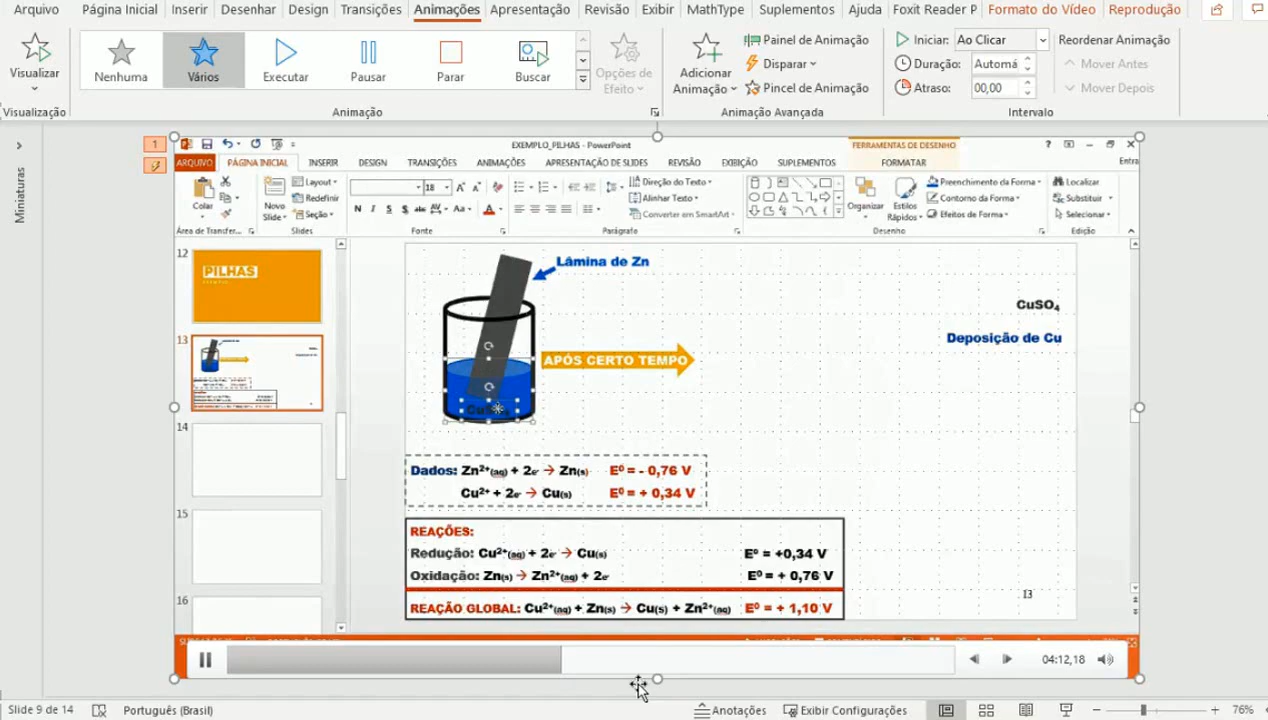 Arquivo Página Inicial Inserir Desenhar Design Transições Animações Apresentação Revisão Exibir MathType Suplementos Ajuda Foxit Reader P Formato do Vídeo Reprodução
Visualizar
Nenhuma Vários Executar Pausar Parar Buscar
Opções de Efeito
Adicionar Animação
Painel de Animação
Disparar
Pincel de Animação
Iniciar: Ao Clicar
Duração: Automá
Atraso: 00,00
Reordenar Animação
Mover Antes
Mover Depois
Visualização Animação Animação Avançada Intervalo
Miniaturas
1
EXEMPLO_PILHAS - PowerPoint
FERRAMENTAS DE DESENHO
?
Entra
ARQUIVO PÁGINA INICIAL INSERIR DESIGN TRANSIÇÕES ANIMAÇÕES APRESENTAÇÃO DE SLIDES REVISÃO EXIBIÇÃO SUPLEMENTOS FORMATAR
Colar
Novo Slide
Layout
Redefinir
Seção
18
N I S S abc AV Aa A
Direção do Texto
Alinhar Texto
Converter em SmartArt
Organizar
Estilos Rápidos
Preenchimento da Forma
Contorno da Forma
Efeitos de Forma
Localizar
Substituir
Selecionar
Área de Transfer... Slides Fonte Parágrafo Desenho Edição
12
PILHAS
13
14
15
16
Lâmina de Zn
CuSO₄
Deposição de Cu
APÓS CERTO TEMPO
Dados: Zn²⁺(aq) + 2e⁻ → Zn(s) E⁰ = - 0,76 V
Cu²⁺ + 2e⁻ → Cu(s) E⁰ = + 0,34 V
REAÇÕES:
Redução: Cu²⁺(aq) + 2e⁻ → Cu(s) E⁰ = +0,34 V
Oxidação: Zn(s) → Zn²⁺(aq) + 2e⁻ E⁰ = + 0,76 V
REAÇÃO GLOBAL: Cu²⁺(aq) + Zn(s) → Cu(s) + Zn²⁺(aq) E⁰ = + 1,10 V
13
04:12,18
Slide 9 de 14 Português (Brasil) Anotações Exibir Configurações 76%